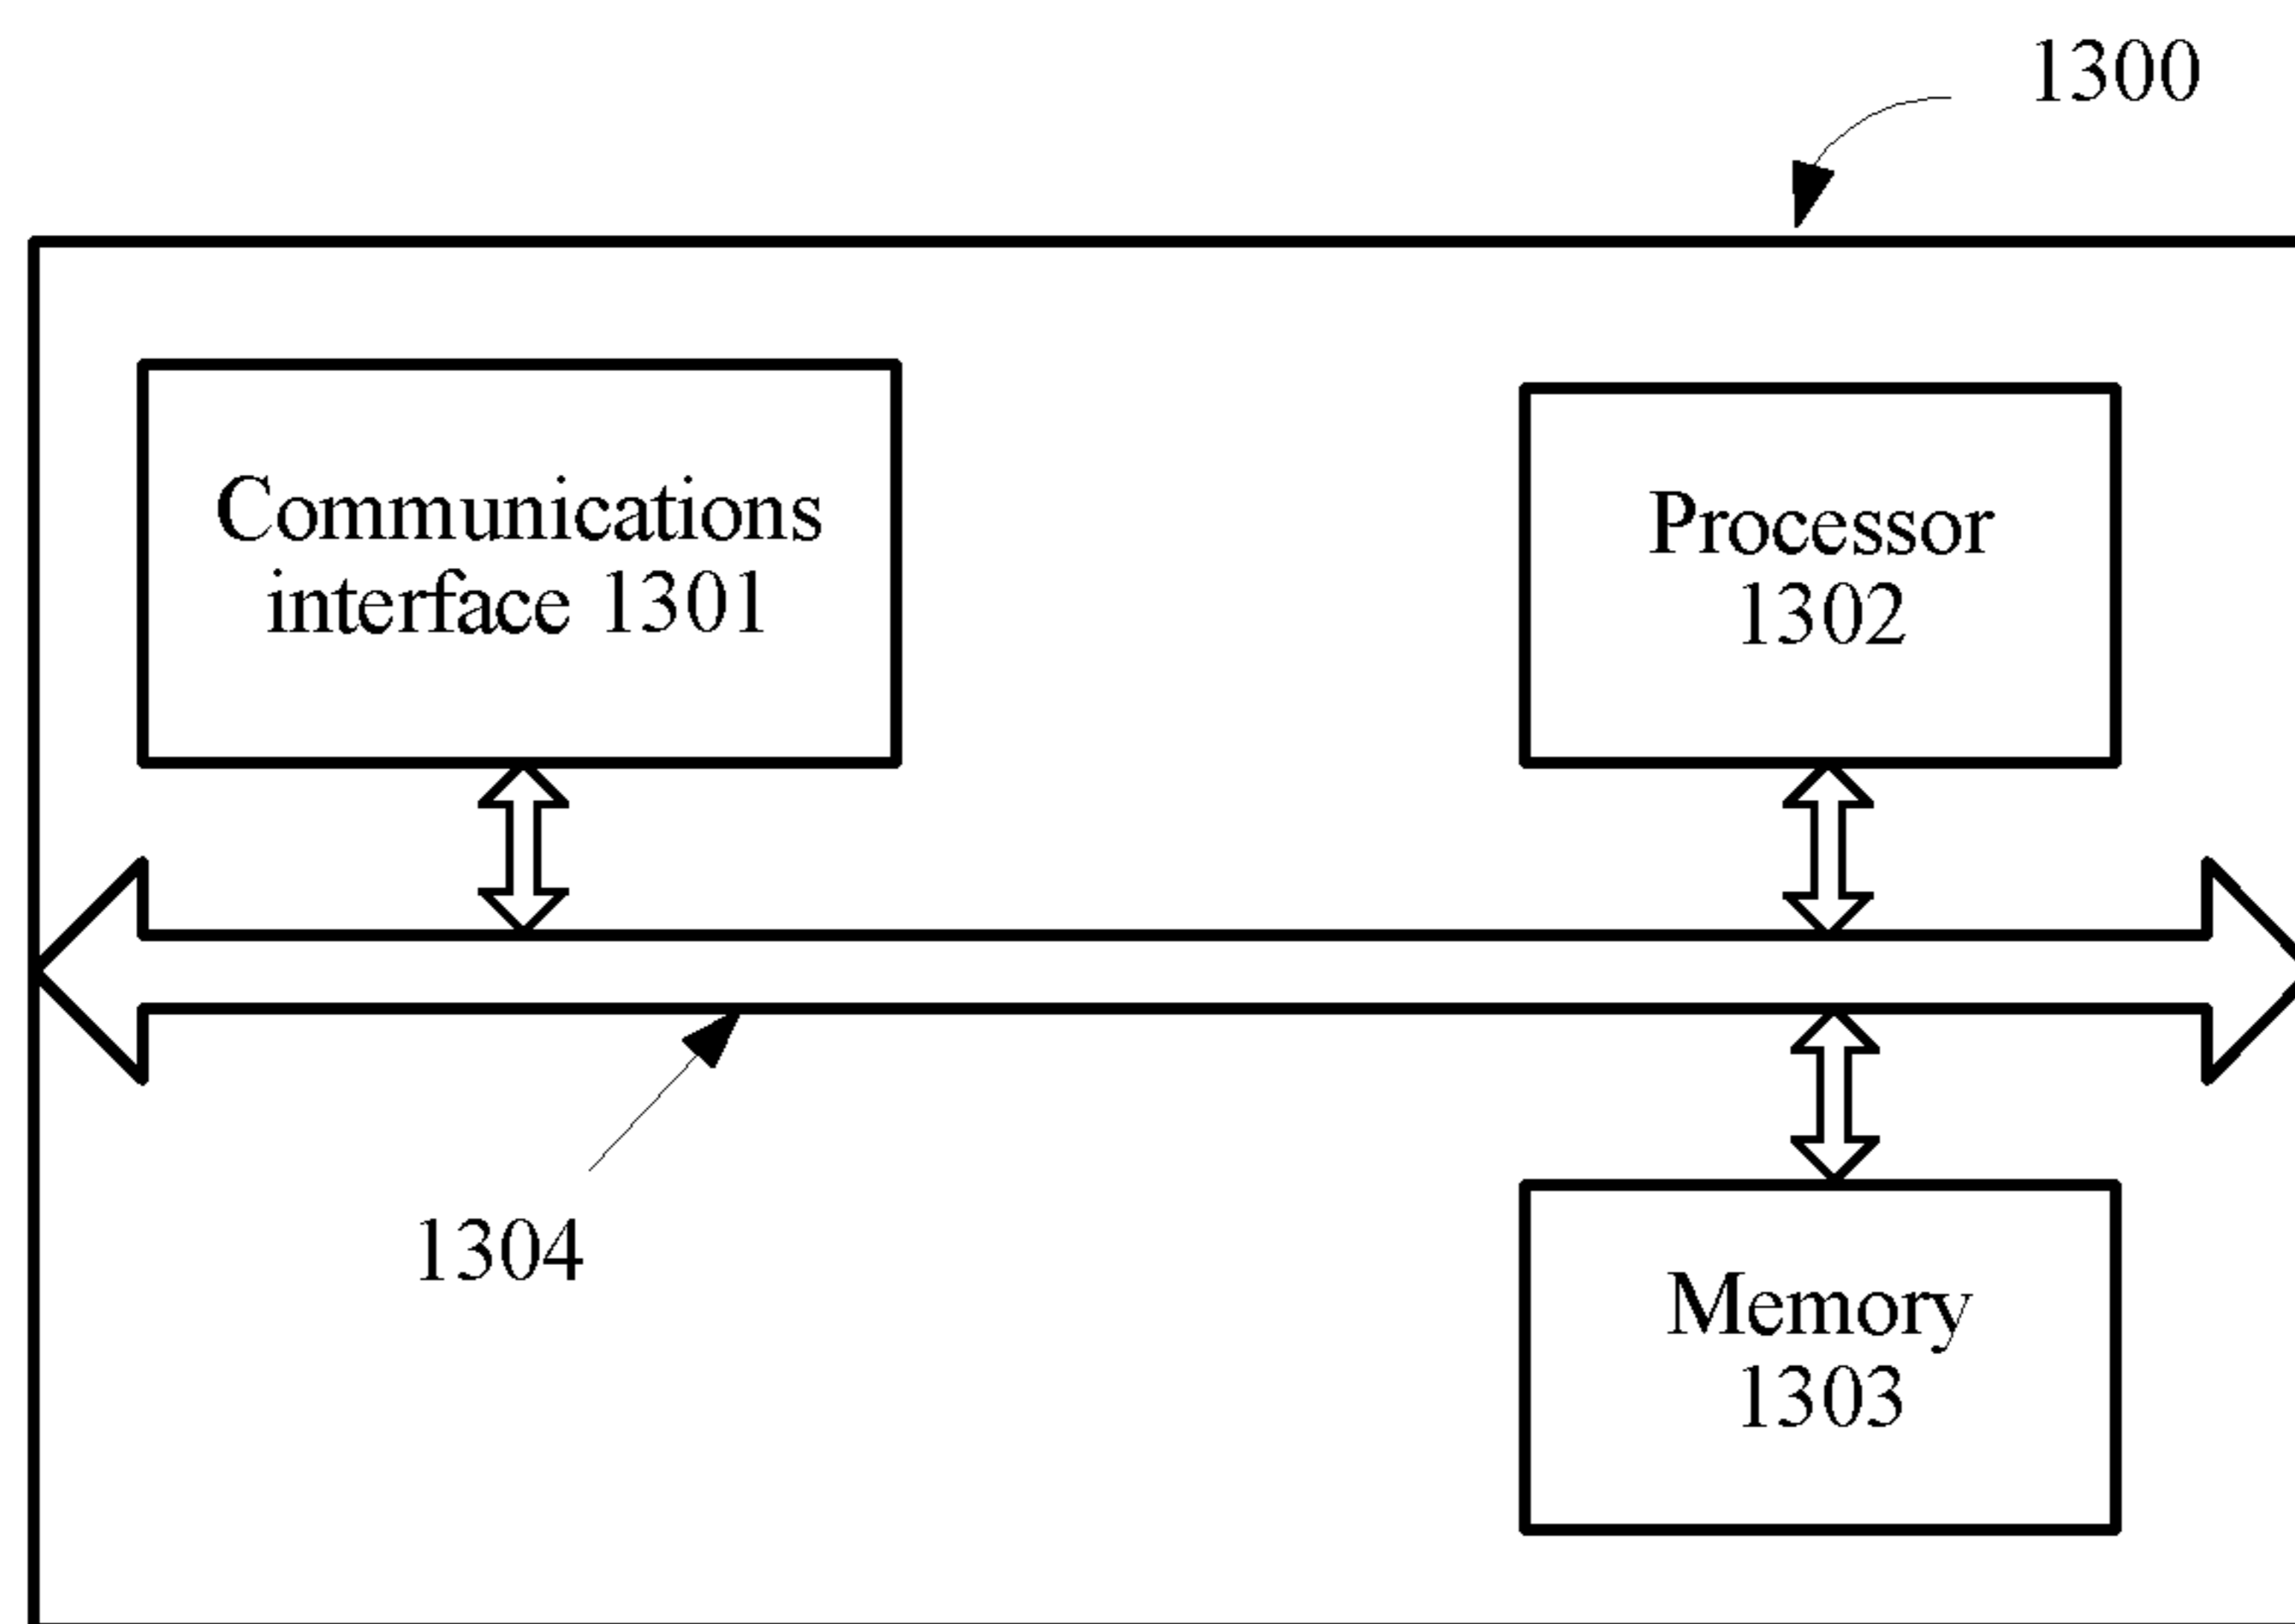 1300
Communications
interface 1301
Processor
1302
1304
Memory
1303